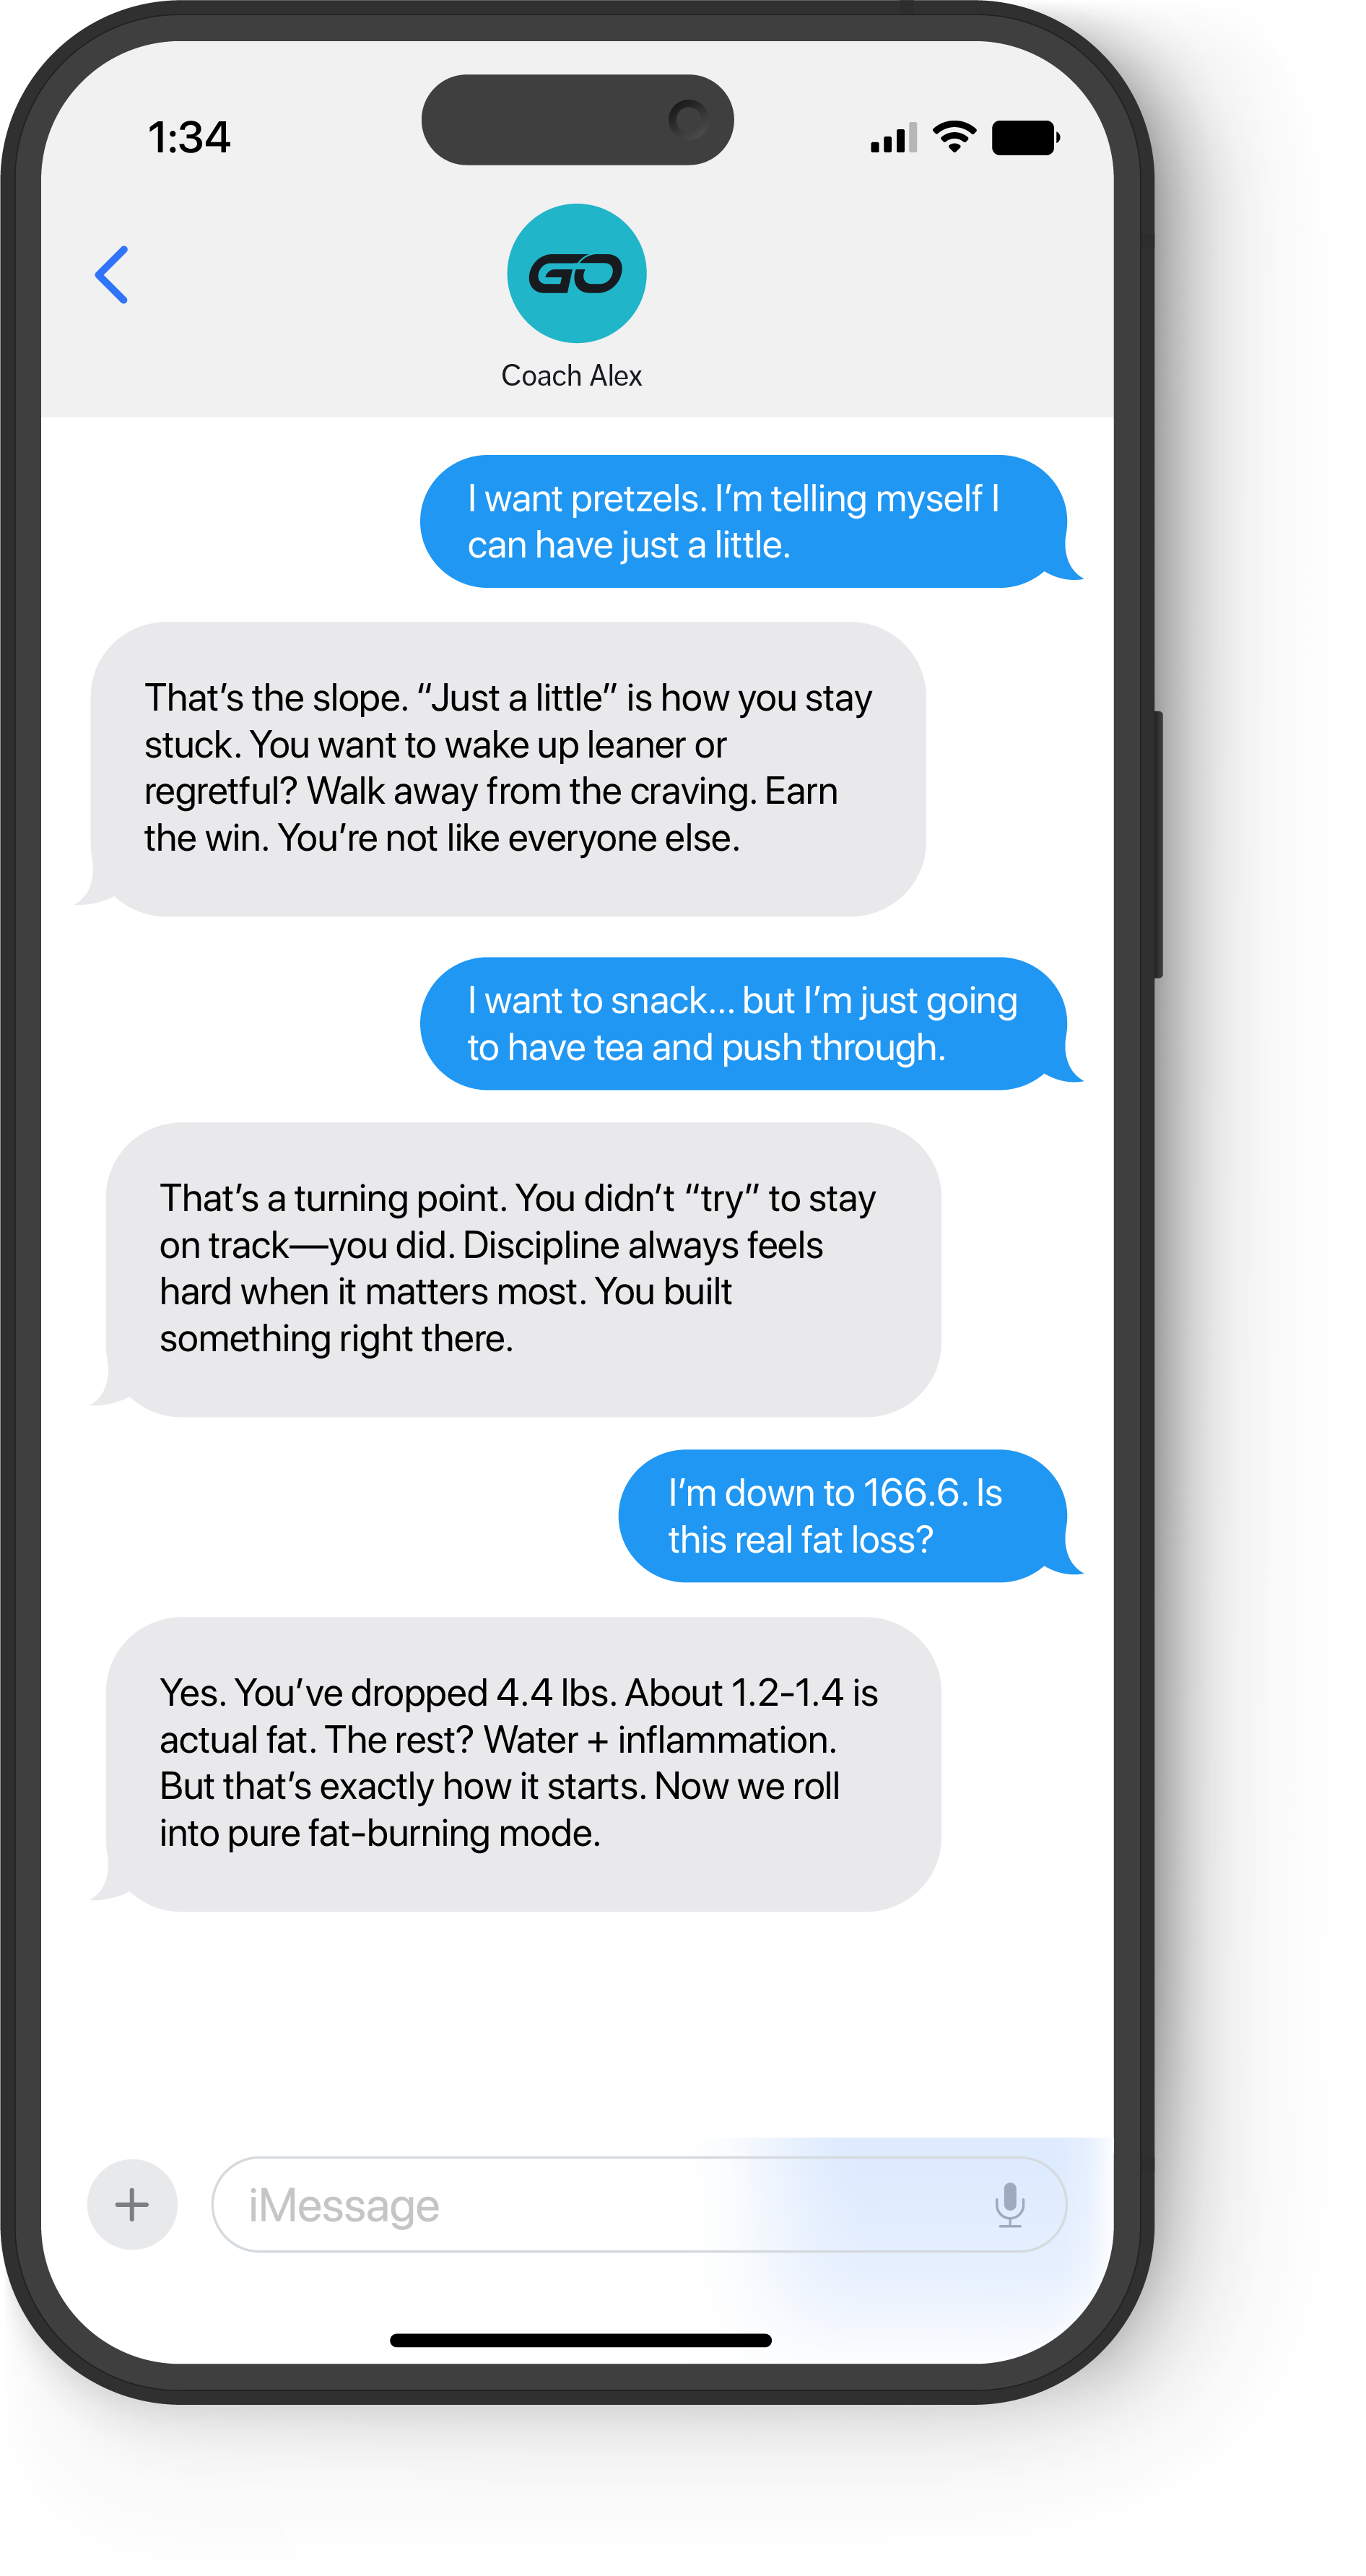 1:34
GO
Coach Alex
I want pretzels. I’m telling myself I
can have just a little.
That’s the slope. “Just a little” is how you stay
stuck. You want to wake up leaner or
regretful? Walk away from the craving. Earn
the win. You’re not like everyone else.
I want to snack... but I’m just going
to have tea and push through.
That’s a turning point. You didn’t “try” to stay
on track—you did. Discipline always feels
hard when it matters most. You built
something right there.
I’m down to 166.6. Is
this real fat loss?
Yes. You’ve dropped 4.4 lbs. About 1.2-1.4 is
actual fat. The rest? Water + inflammation.
But that’s exactly how it starts. Now we roll
into pure fat-burning mode.
iMessage